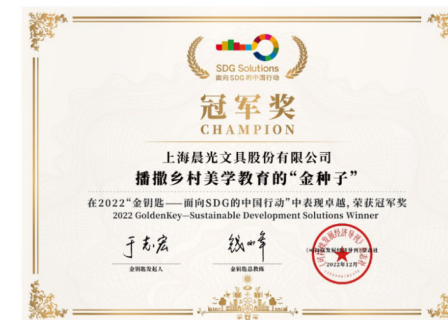 SDG Solutions
面向SDG的中国行动
冠军奖
CHAMPION
上海晨光文具股份有限公司
播撒乡村美学教育的“金种子”
在2022“金钥匙——面向SDG的中国行动”中表现卓越,荣获冠军奖
2022 GoldenKey—Sustainable Development Solutions Winner
于志宏
金钥匙发起人
金钥匙总教练
2022年12月